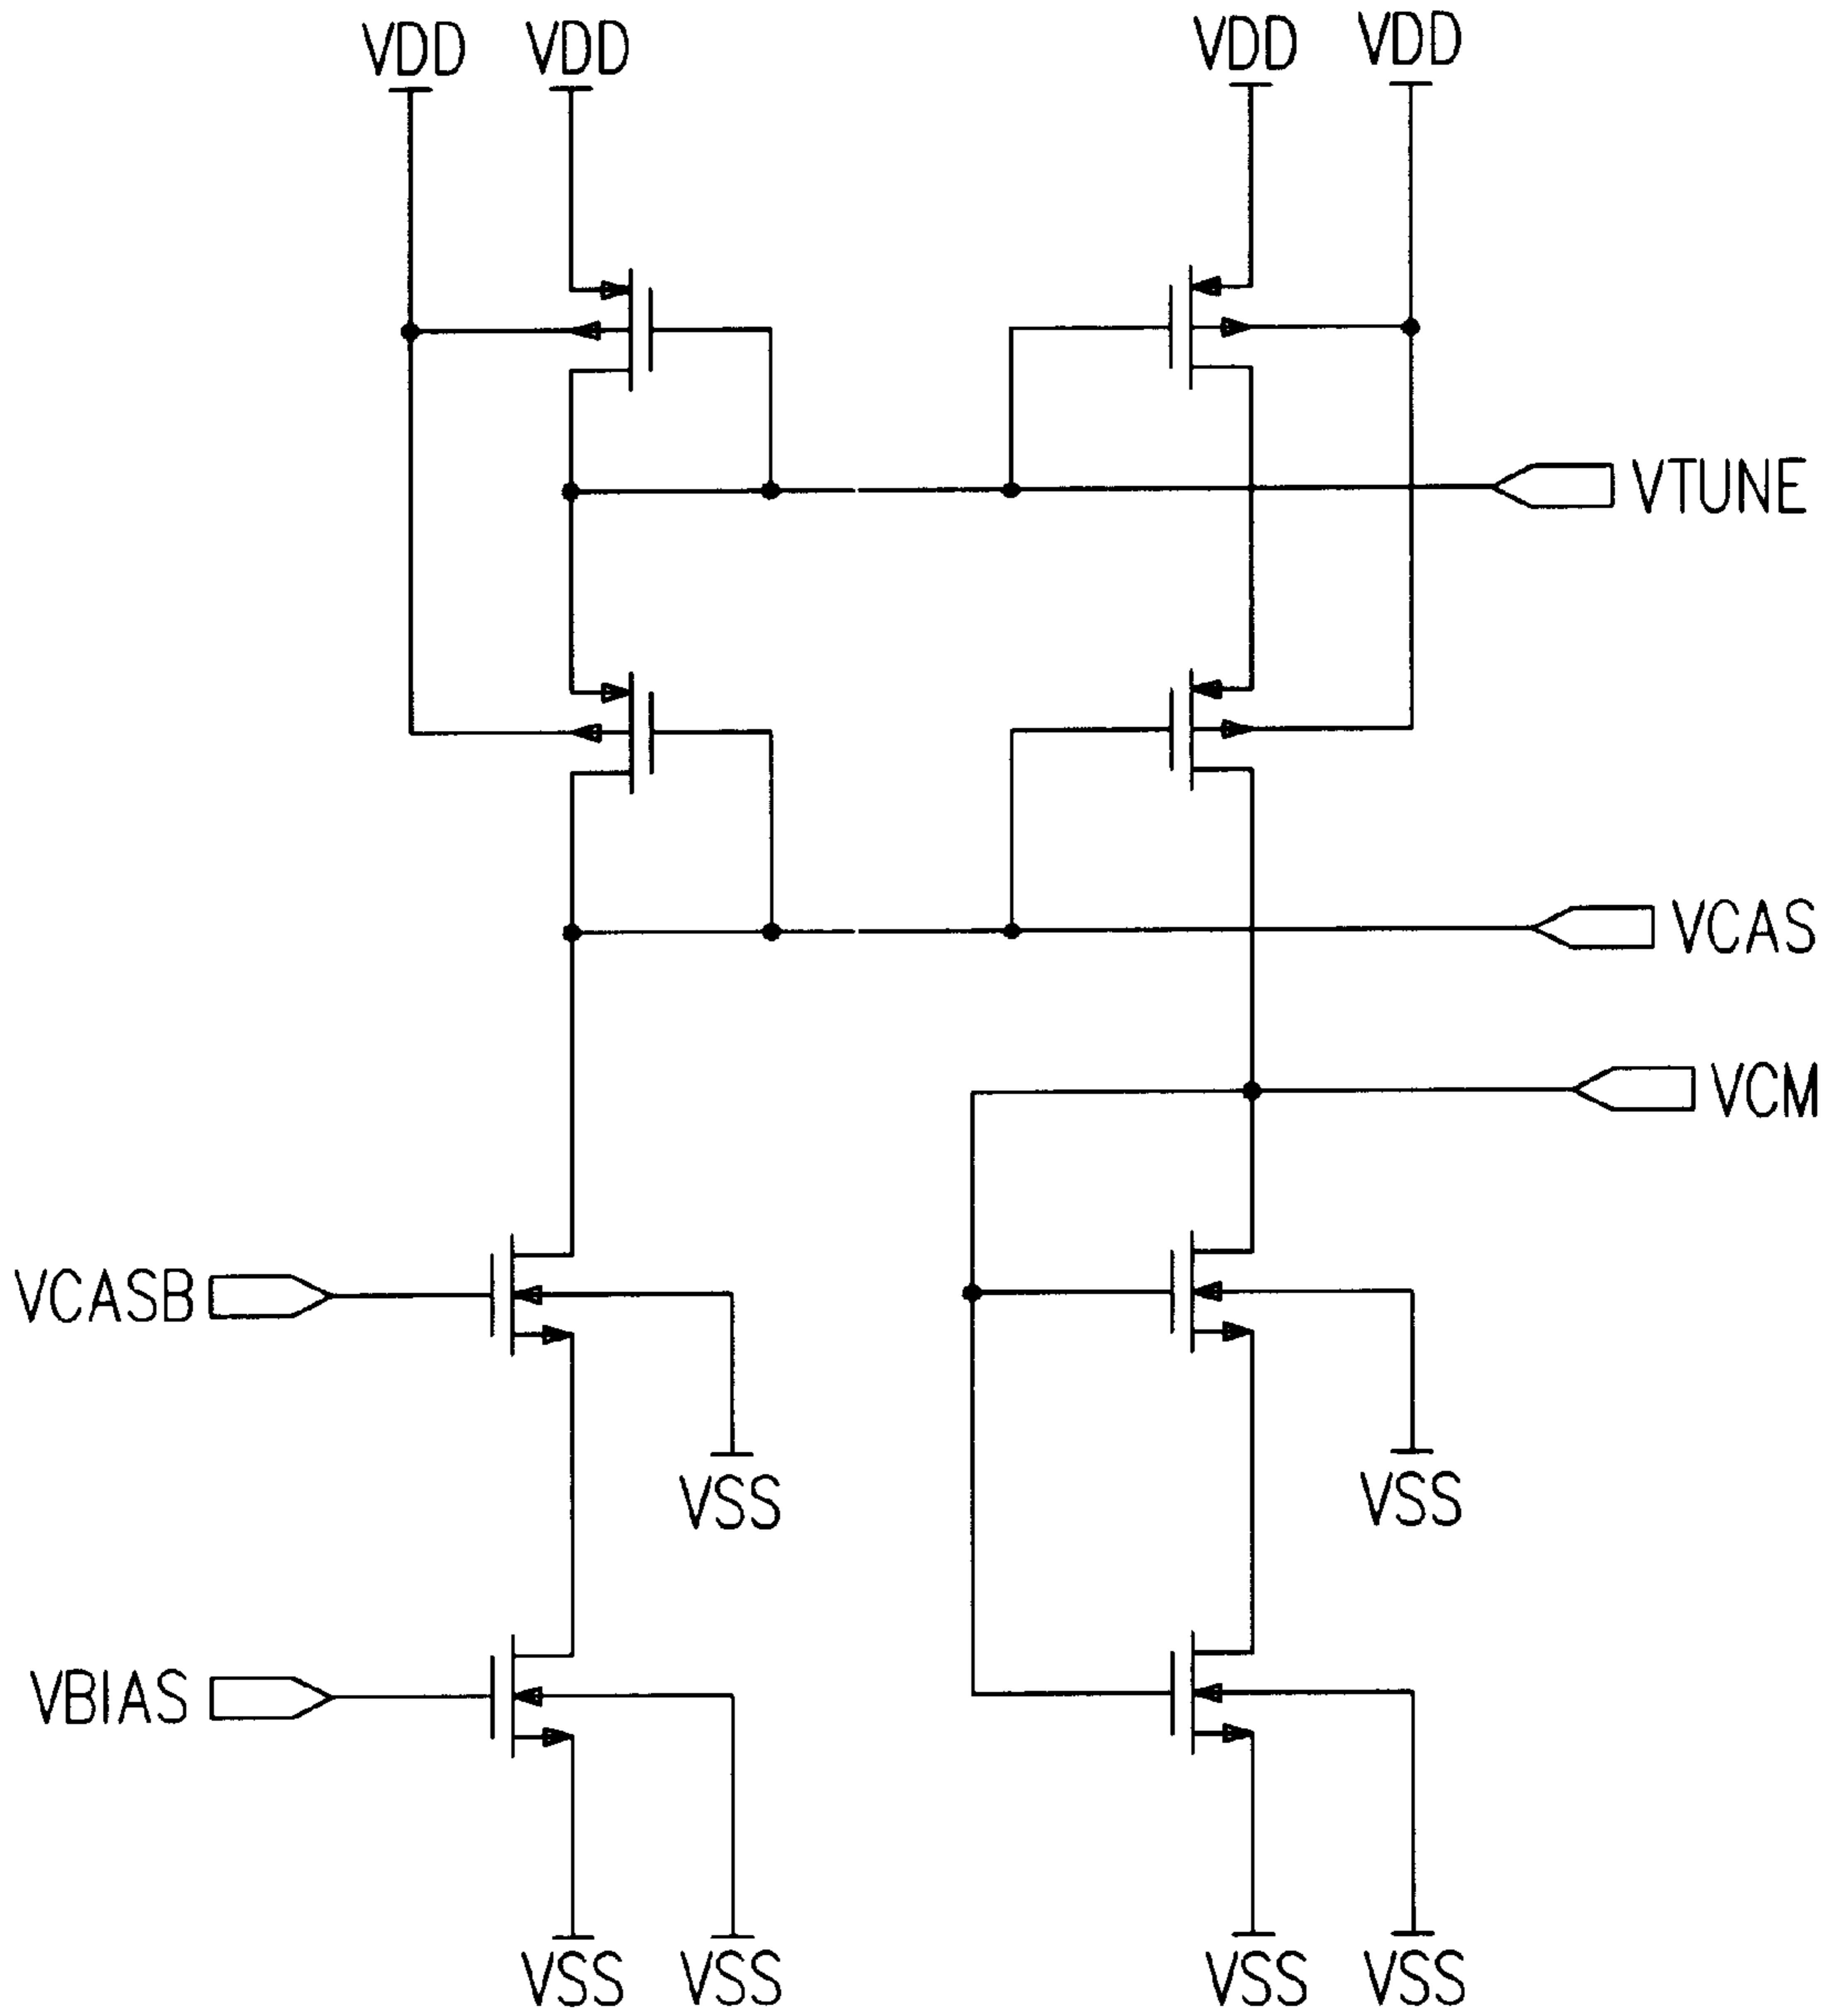 VDD VDD VDD VDD
VTUNE
VCAS
VCM
VCASB
VSS VSS
VBIAS
VSS VSS VSS VSS